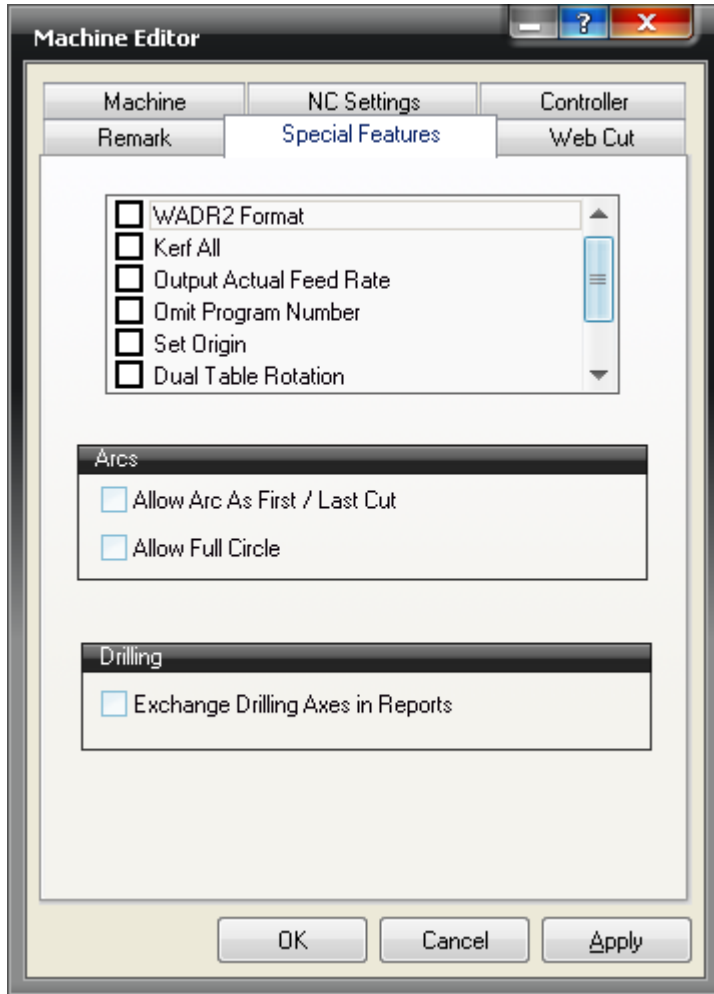 Machine Editor
?
X
Machine NC Settings Controller
Remark Special Features Web Cut
WADR2 Format
Kerf All
Output Actual Feed Rate
Omit Program Number
Set Origin
Dual Table Rotation
Arcs
Allow Arc As First / Last Cut
Allow Full Circle
Drilling
Exchange Drilling Axes in Reports
OK Cancel Apply